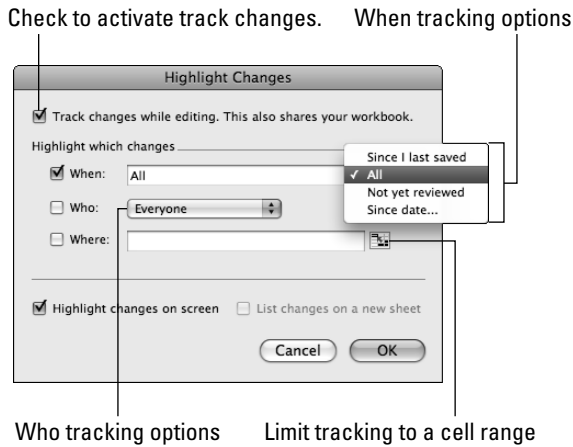 Check to activate track changes. When tracking options
Highlight Changes
Track changes while editing. This also shares your workbook.
Highlight which changes
When: All
Since I last saved
✓ All
Not yet reviewed
Since date...
Who: Everyone
Where:
Highlight changes on screen List changes on a new sheet
Cancel OK
Who tracking options Limit tracking to a cell range